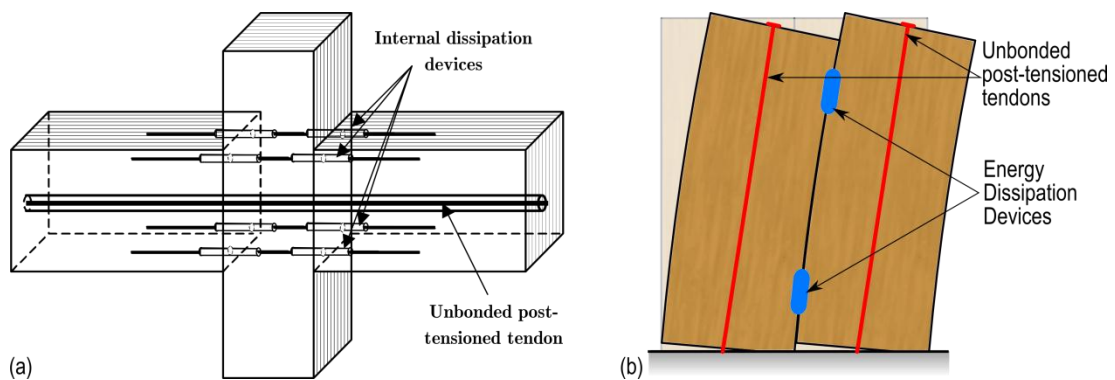 Internal dissipation
devices
Unbonded post-
tensioned tendon
(a)
Unbonded
post-tensioned
tendons
Energy
Dissipation
Devices
(b)